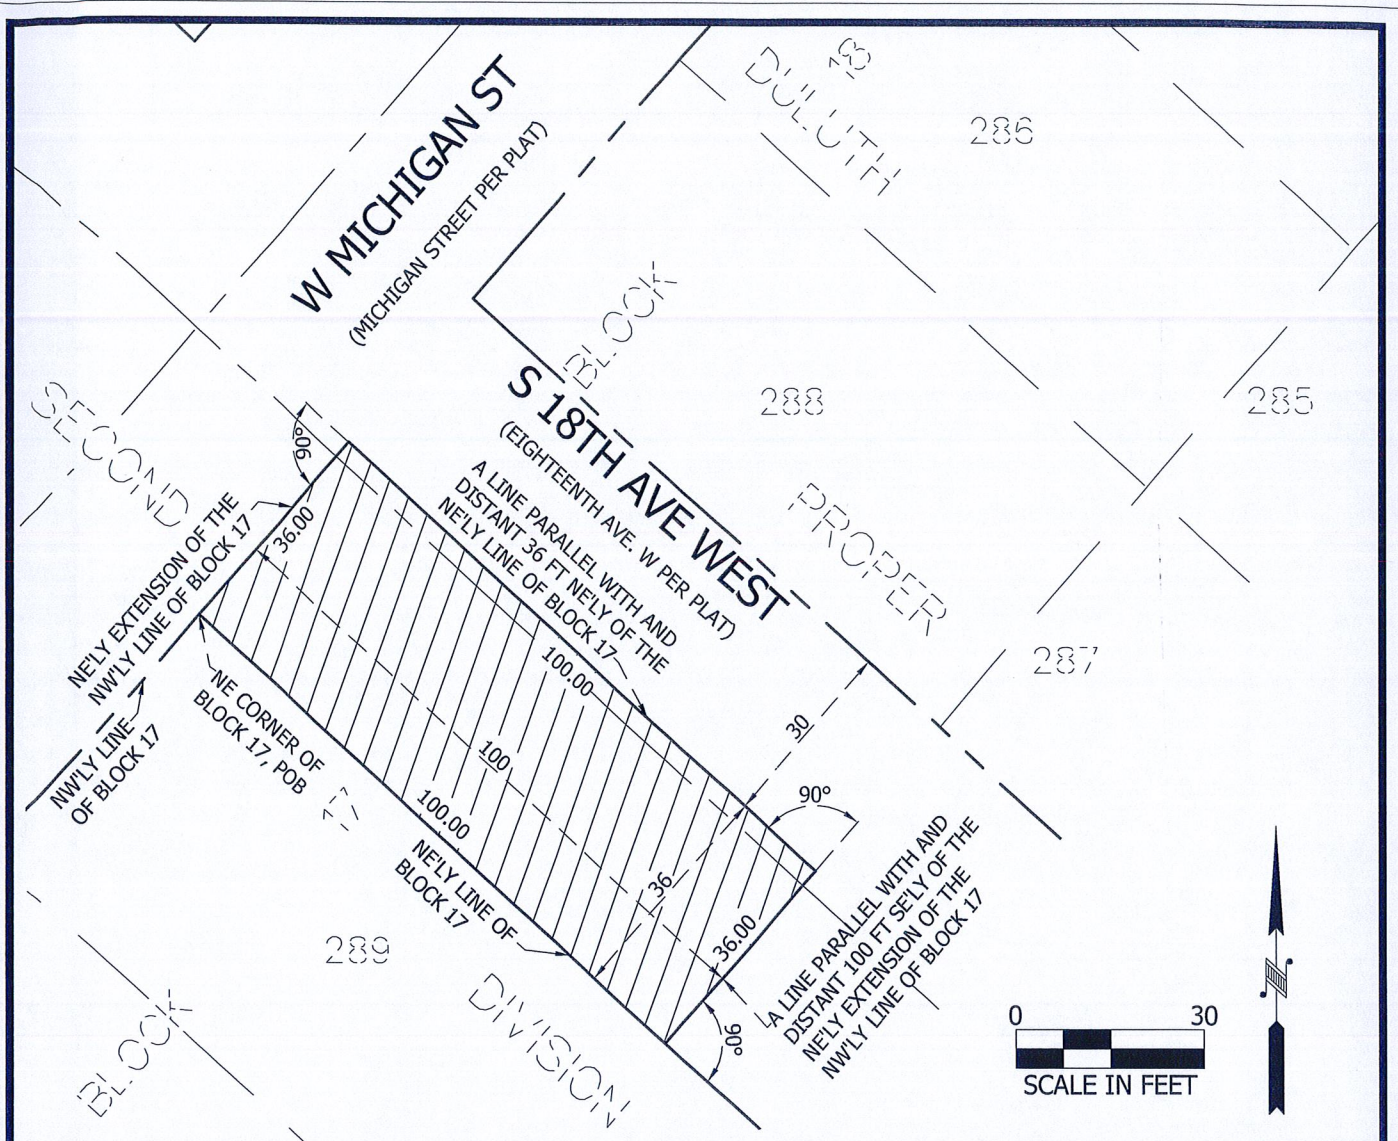 W MICHIGAN ST
(MICHIGAN STREET PER PLAT)
18
DULUTH
286
BLOCK
288
285
SECOND
S 18TH AVE WEST
(EIGHTEENTH AVE. W PER PLAT)
PROPER
287
90°
36.00
NE'LY EXTENSION OF THE
NW'LY LINE OF BLOCK 17
A LINE PARALLEL WITH AND
DISTANT 36 FT NE'LY OF THE
NE'LY LINE OF BLOCK 17
100.00
NW'LY LINE
OF BLOCK 17
NE CORNER OF
BLOCK 17, POB
17
100
100.00
30
90°
36
NE'LY LINE OF
BLOCK 17
36.00
A LINE PARALLEL WITH AND
DISTANT 100 FT SE'LY OF THE
NE'LY EXTENSION OF THE
NW'LY LINE OF BLOCK 17
289
DIVISION
BLOCK
90°
N
0 30
SCALE IN FEET